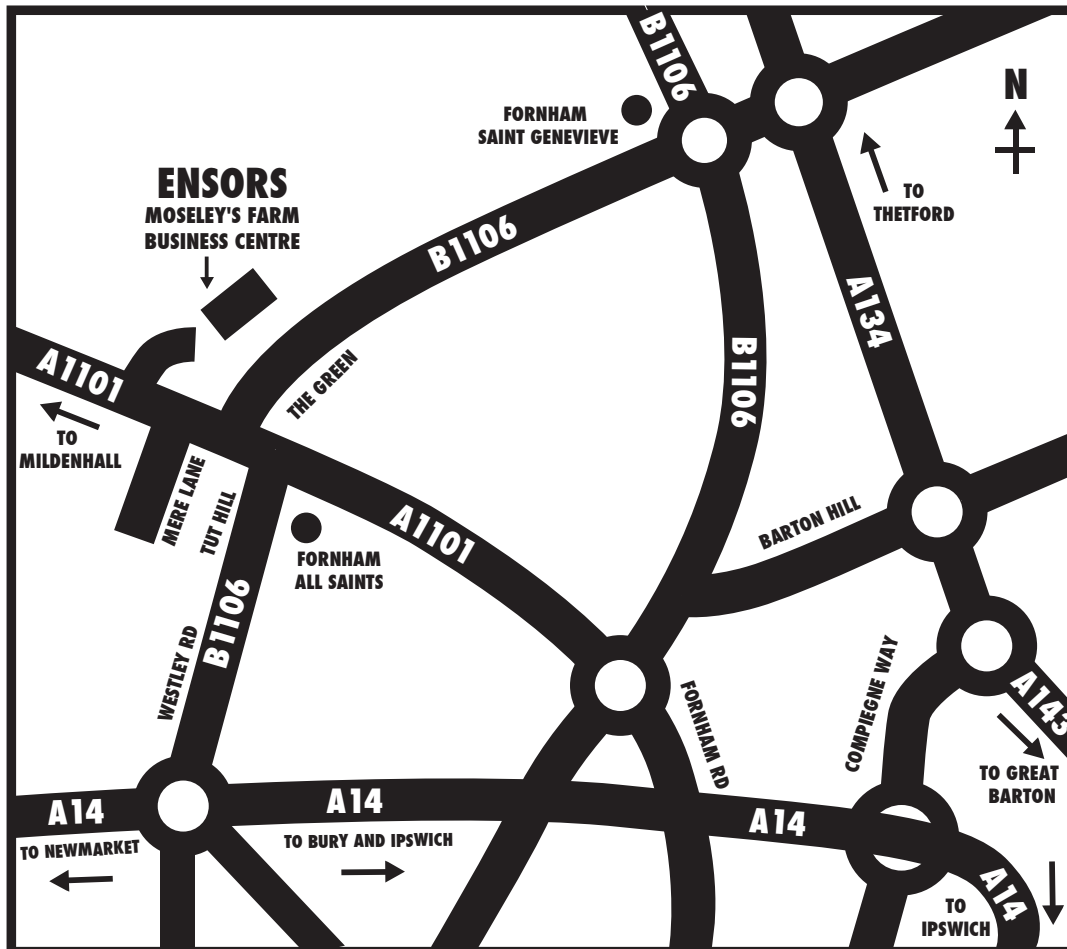 B1106
FORNHAM
SAINT GENEVIEVE
N
TO
THETFORD
ENSORS
MOSELEY'S FARM
BUSINESS CENTRE
B1106
A134
B1106
A1101
THE GREEN
TO
MILDENHALL
MERE LANE
TUT HILL
A1101
BARTON HILL
FORNHAM
ALL SAINTS
B1106
WESTLEY RD
FORNHAM RD
COMPIEGNE WAY
A143
TO GREAT
BARTON
A14
A14
A14
TO NEWMARKET
TO BURY AND IPSWICH
A14
TO
IPSWICH